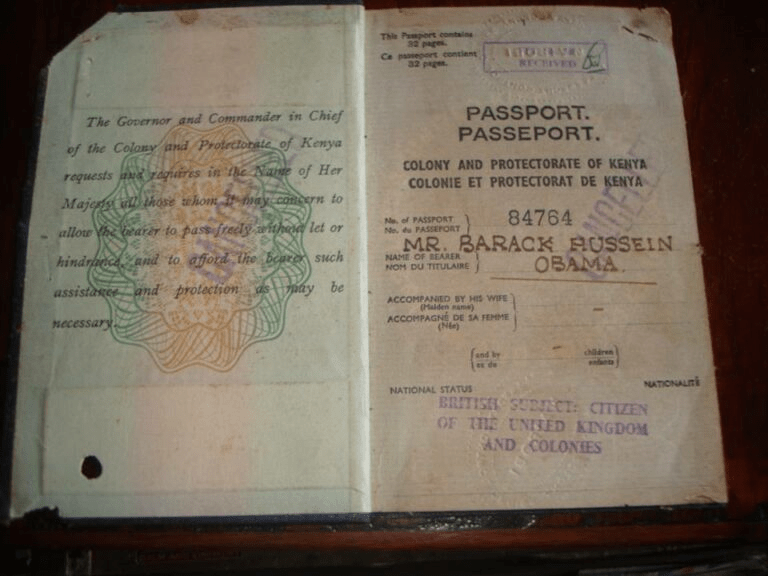 The Governor and Commander in Chief
of the Colony and Protectorate of Kenya
requests and requires in the Name of Her
Majesty all those whom it may concern to
allow the bearer to pass freely without let or
hindrance, and to afford the bearer such
assistance and protection as may be
necessary.
This Passport contains
32 pages.
Ce passeport contient
32 pages.
RECEIVED
PASSPORT.
PASSEPORT.
COLONY AND PROTECTORATE OF KENYA
COLONIE ET PROTECTORAT DE KENYA
No. of PASSPORT
No. du PASSEPORT
84764
MR. BARACK HUSSEIN
OBAMA.
NAME OF BEARER
NOM DU TITULAIRE
ACCOMPANIED BY HIS WIFE
(Maiden name)
ACCOMPAGNÉ DE SA FEMME
(Née)
–
and by
et de
–
children
enfants
NATIONAL STATUS
NATIONALITÉ
BRITISH SUBJECT: CITIZEN
OF THE UNITED KINGDOM
AND COLONIES